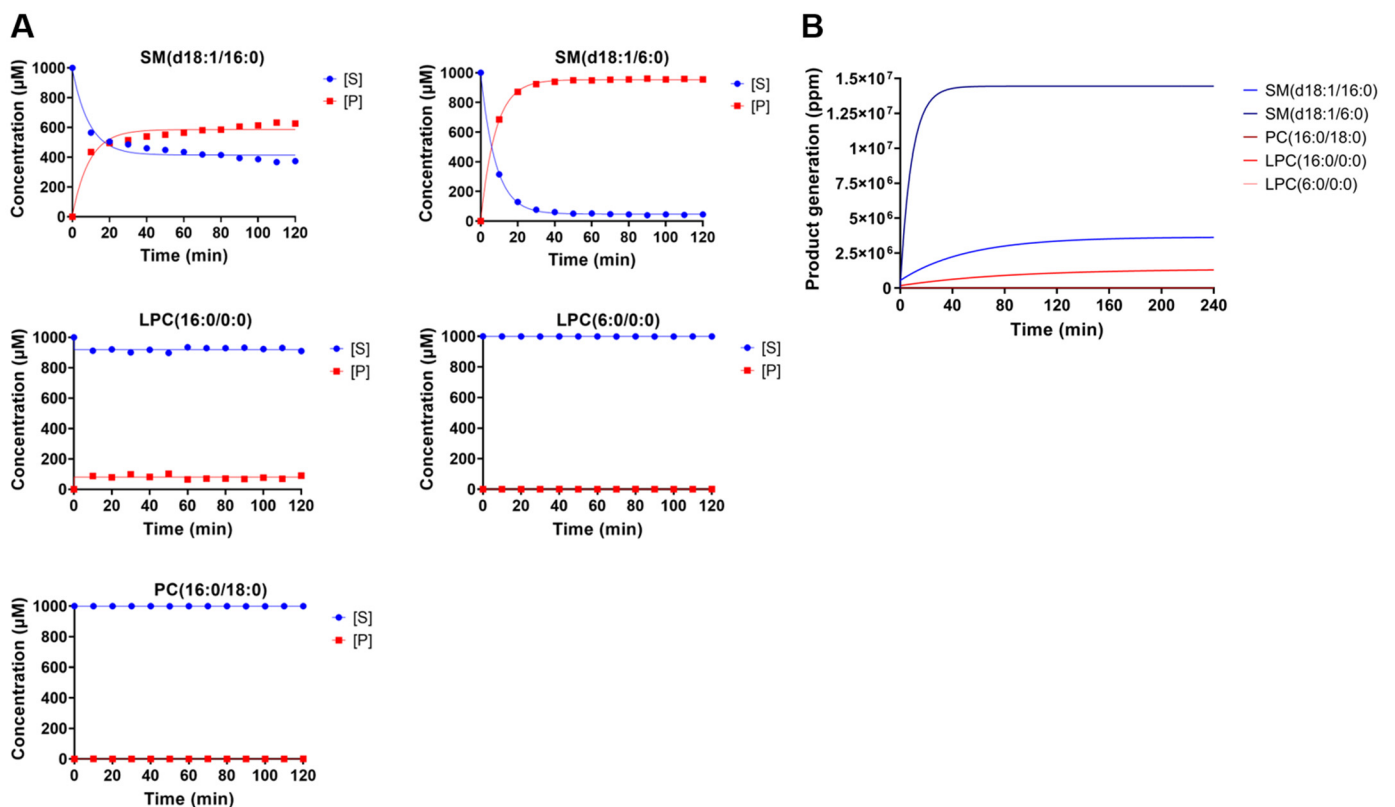 A
SM(d18:1/16:0)
Concentration (µM)
1000
800
600
400
200
0
0 20 40 60 80 100 120
Time (min)
[S]
[P]
SM(d18:1/6:0)
Concentration (µM)
1000
800
600
400
200
0
0 20 40 60 80 100 120
Time (min)
[S]
[P]
B
Product generation (ppm)
1.5×10⁷
1.25×10⁷
1×10⁷
7.5×10⁶
5×10⁶
2.5×10⁶
0
0 40 80 120 160 200 240
Time (min)
SM(d18:1/16:0)
SM(d18:1/6:0)
PC(16:0/18:0)
LPC(16:0/0:0)
LPC(6:0/0:0)
LPC(16:0/0:0)
Concentration (µM)
1000
800
600
400
200
0
0 20 40 60 80 100 120
Time (min)
[S]
[P]
LPC(6:0/0:0)
Concentration (µM)
1000
800
600
400
200
0
0 20 40 60 80 100 120
Time (min)
[S]
[P]
PC(16:0/18:0)
Concentration (µM)
1000
800
600
400
200
0
0 20 40 60 80 100 120
Time (min)
[S]
[P]